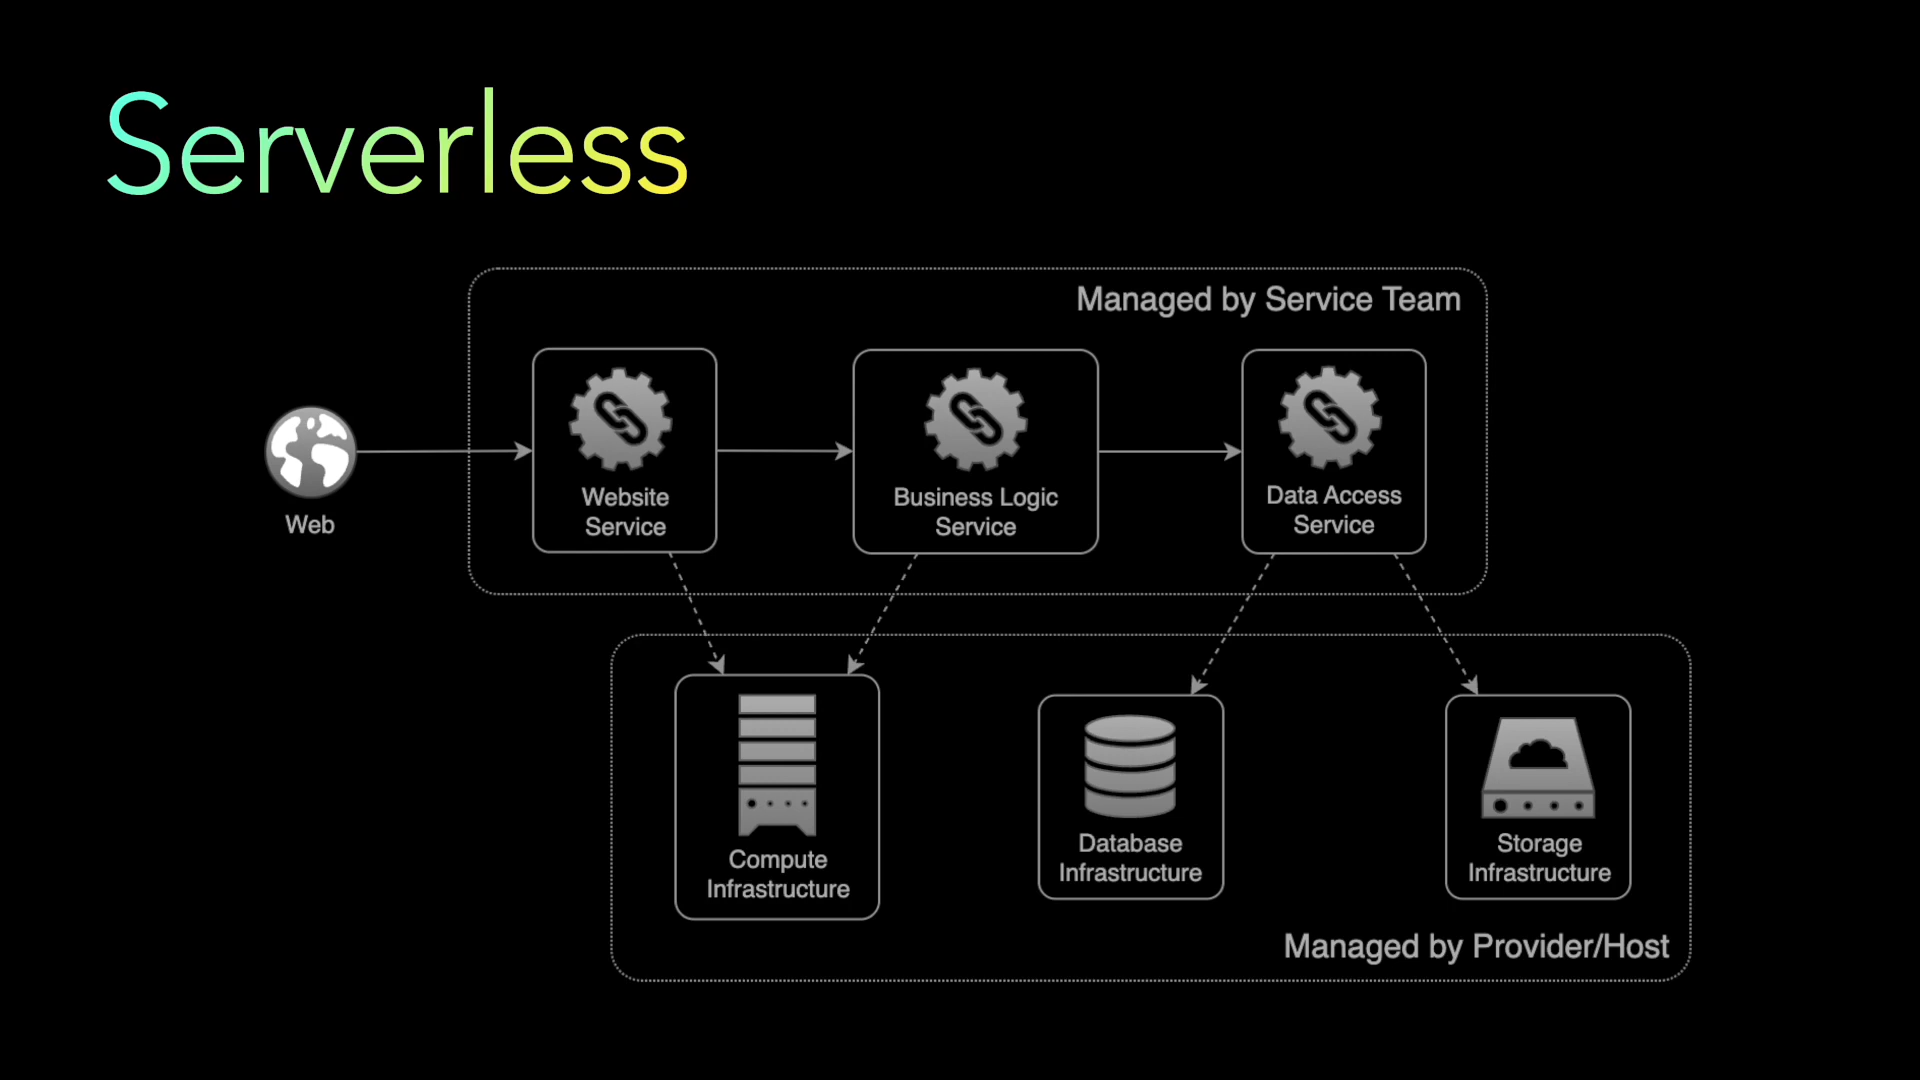 Serverless
Managed by Service Team
Web
Website
Service
Business Logic
Service
Data Access
Service
Compute
Infrastructure
Database
Infrastructure
Storage
Infrastructure
Managed by Provider/Host